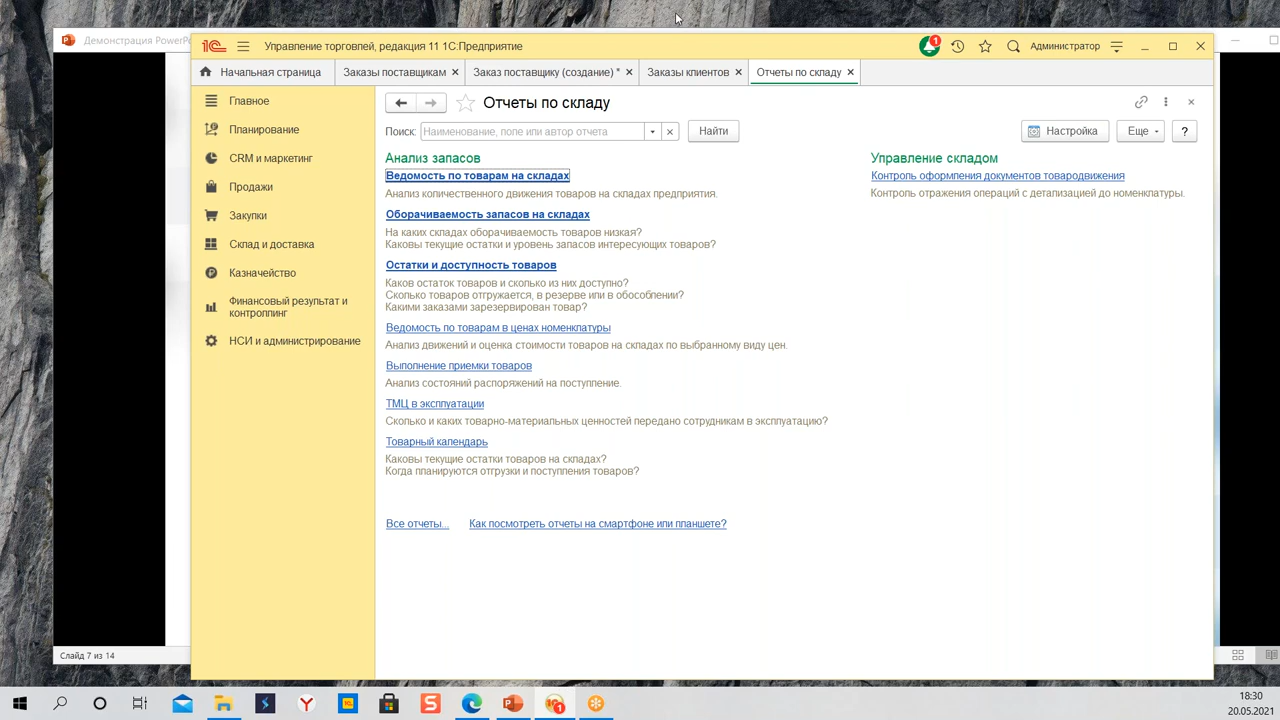 Демонстрация PowerPo
1С Управление торговлей, редакция 11 1С:Предприятие
1
Администратор
Начальная страница
Заказы поставщикам
Заказ поставщику (создание) *
Заказы клиентов
Отчеты по складу
Главное
Планирование
CRM и маркетинг
Продажи
Закупки
Склад и доставка
Казначейство
Финансовый результат и
контроллинг
НСИ и администрирование
Отчеты по складу
Поиск: Наименование, поле или автор отчета
Найти
Настройка
Еще
?
Анализ запасов
Ведомость по товарам на складах
Анализ количественного движения товаров на складах предприятия.
Оборачиваемость запасов на складах
На каких складах оборачиваемость товаров низкая?
Каковы текущие остатки и уровень запасов интересующих товаров?
Остатки и доступность товаров
Каков остаток товаров и сколько из них доступно?
Сколько товаров отгружается, в резерве или в обособлении?
Какими заказами зарезервирован товар?
Ведомость по товарам в ценах номенклатуры
Анализ движений и оценка стоимости товаров на складах по выбранному виду цен.
Выполнение приемки товаров
Анализ состояний распоряжений на поступление.
ТМЦ в эксплуатации
Сколько и каких товарно-материальных ценностей передано сотрудникам в эксплуатацию?
Товарный календарь
Каковы текущие остатки товаров на складах?
Когда планируются отгрузки и поступления товаров?
Все отчеты...
Как посмотреть отчеты на смартфоне или планшете?
Управление складом
Контроль оформления документов товародвижения
Контроль отражения операций с детализацией до номенклатуры.
Слайд 7 из 14
18:30
20.05.2021